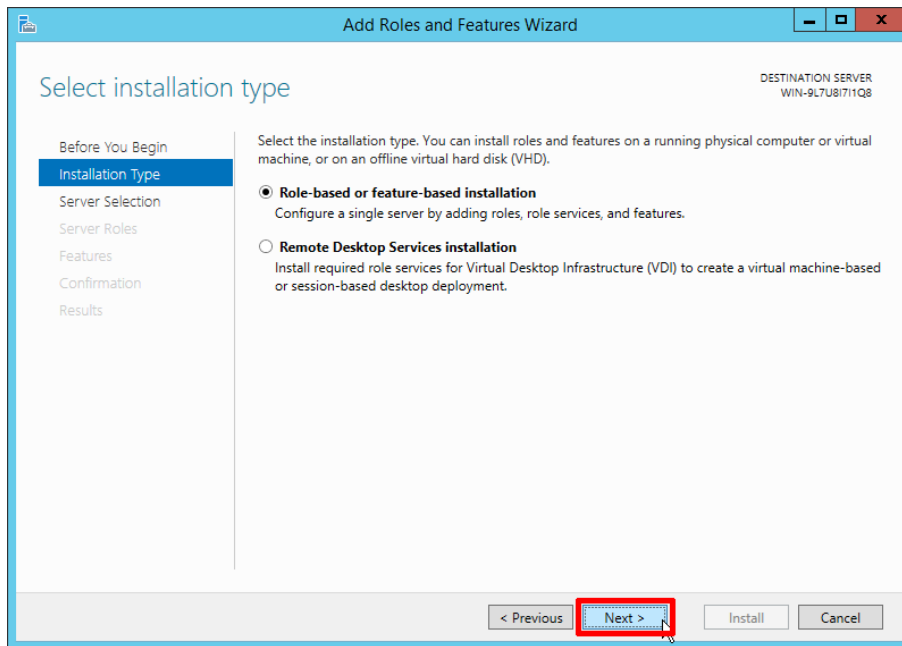 Add Roles and Features Wizard
Select installation type
DESTINATION SERVER
WIN-9L7U8I7I1Q8
Before You Begin
Installation Type
Server Selection
Server Roles
Features
Confirmation
Results
Select the installation type. You can install roles and features on a running physical computer or virtual
machine, or on an offline virtual hard disk (VHD).
Role-based or feature-based installation
Configure a single server by adding roles, role services, and features.
Remote Desktop Services installation
Install required role services for Virtual Desktop Infrastructure (VDI) to create a virtual machine-based
or session-based desktop deployment.
< Previous
Next >
Install
Cancel